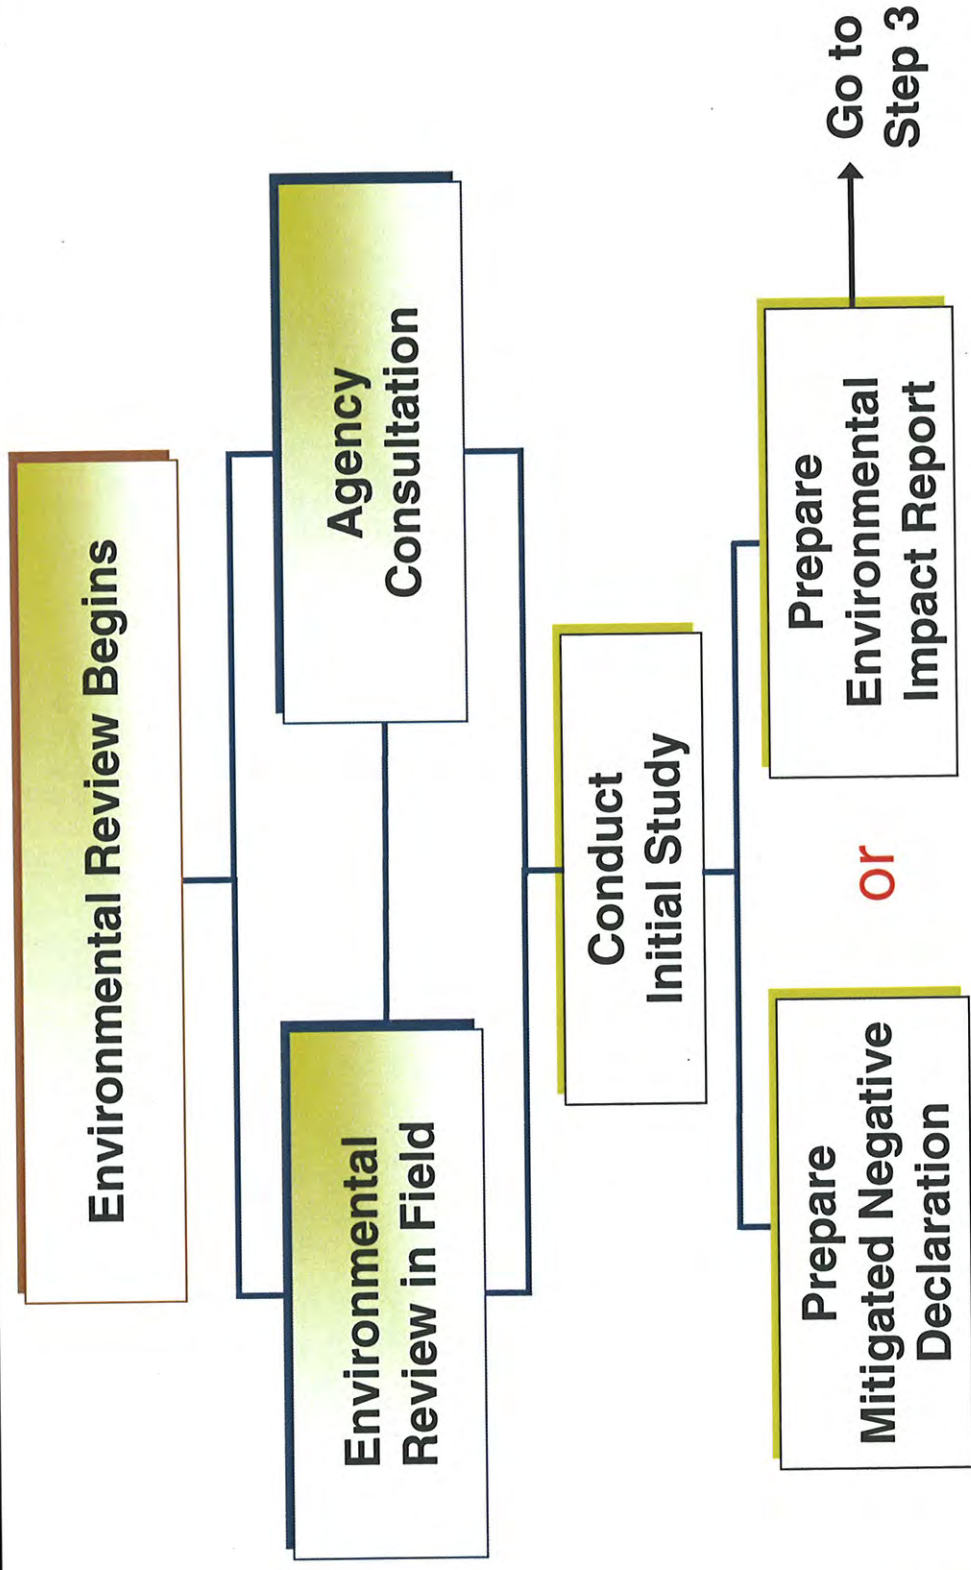 Environmental Review Begins
Environmental
Review in Field
Agency
Consultation
Conduct
Initial Study
Prepare
Mitigated Negative
Declaration
or
Prepare
Environmental
Impact Report
Go to
Step 3